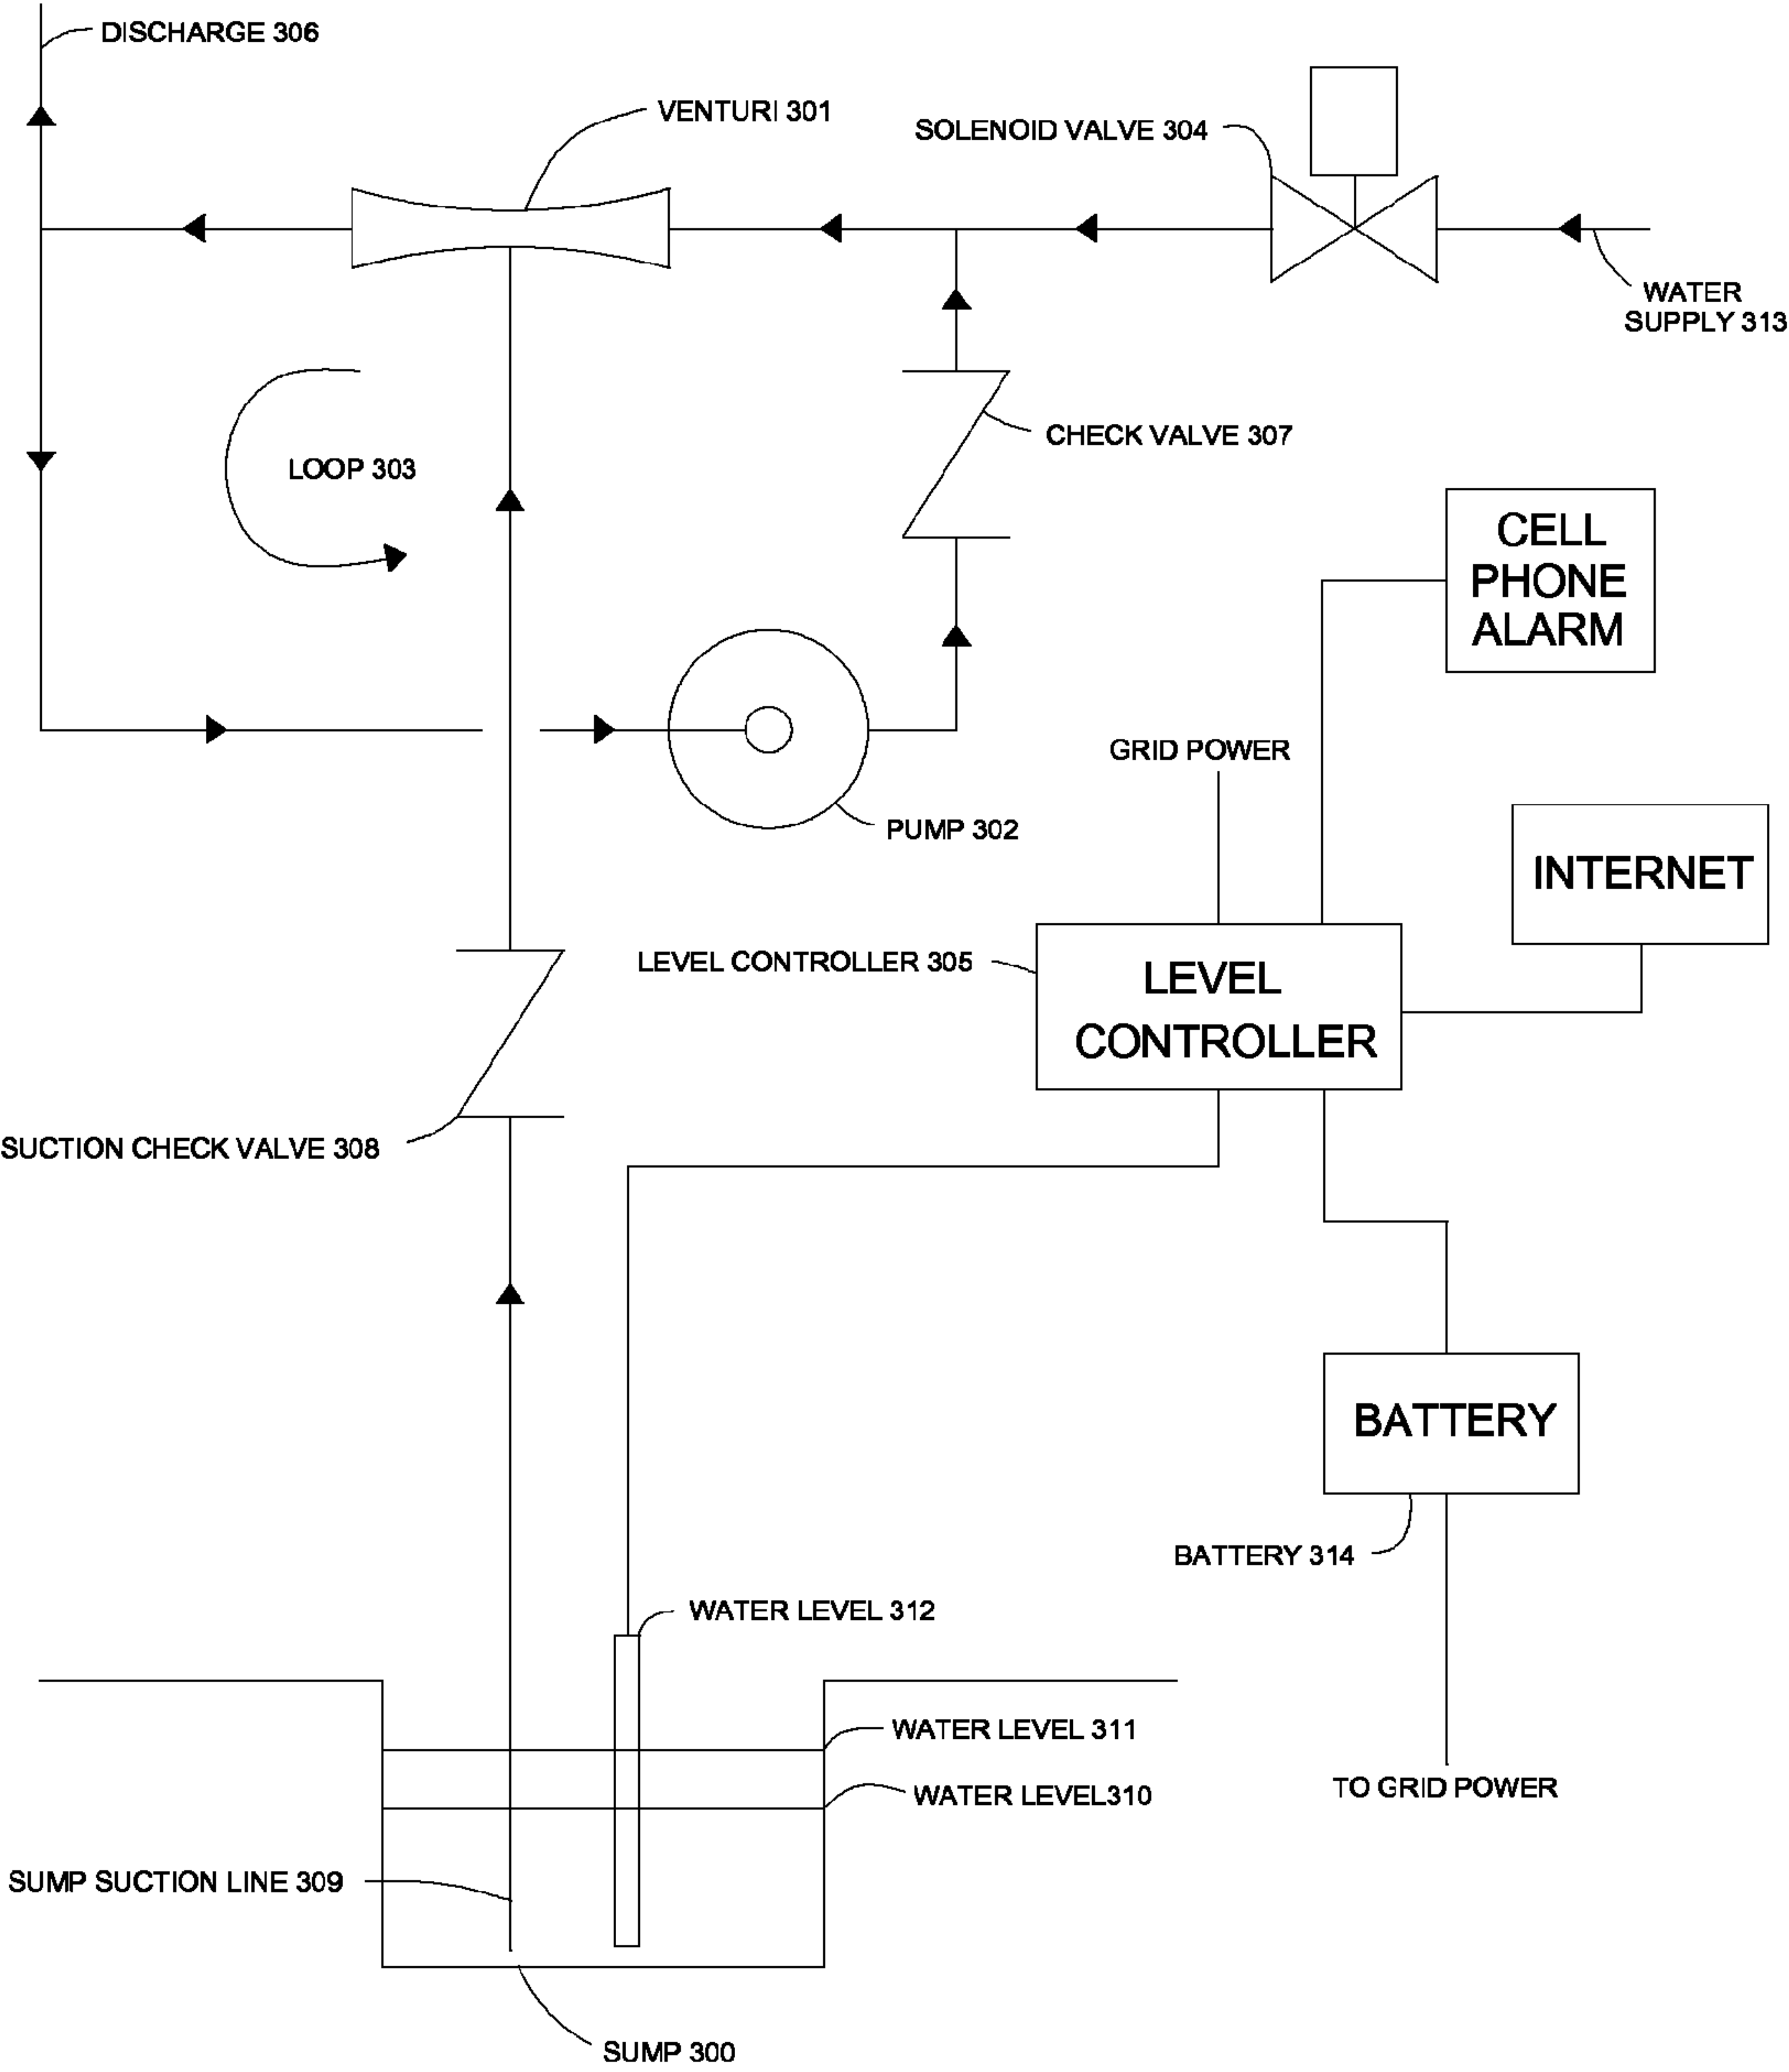 DISCHARGE 306
VENTURI 301
SOLENOID VALVE 304
WATER
SUPPLY 313
CHECK VALVE 307
LOOP 303
CELL
PHONE
ALARM
GRID POWER
PUMP 302
INTERNET
LEVEL CONTROLLER 305
LEVEL
CONTROLLER
SUCTION CHECK VALVE 308
BATTERY
BATTERY 314
WATER LEVEL 312
WATER LEVEL 311
TO GRID POWER
WATER LEVEL310
SUMP SUCTION LINE 309
SUMP 300